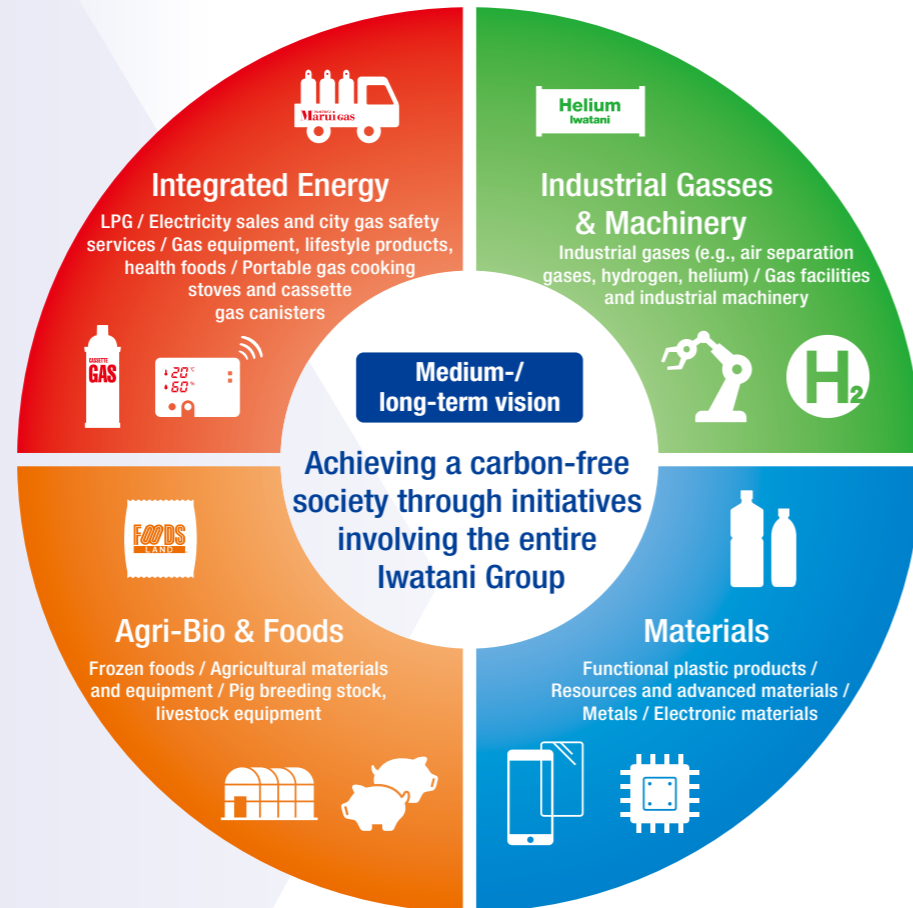 Marui gas
Integrated Energy
LPG / Electricity sales and city gas safety
services / Gas equipment, lifestyle products,
health foods / Portable gas cooking
stoves and cassette
gas canisters
CASSETTE
GAS
20°C
60%
Helium
Iwatani
Industrial Gasses
& Machinery
Industrial gases (e.g., air separation
gases, hydrogen, helium) / Gas facilities
and industrial machinery
H2
Medium-/
long-term vision
Achieving a carbon-free
society through initiatives
involving the entire
Iwatani Group
FOODS
LAND
Agri-Bio & Foods
Frozen foods / Agricultural materials
and equipment / Pig breeding stock,
livestock equipment
Materials
Functional plastic products /
Resources and advanced materials /
Metals / Electronic materials